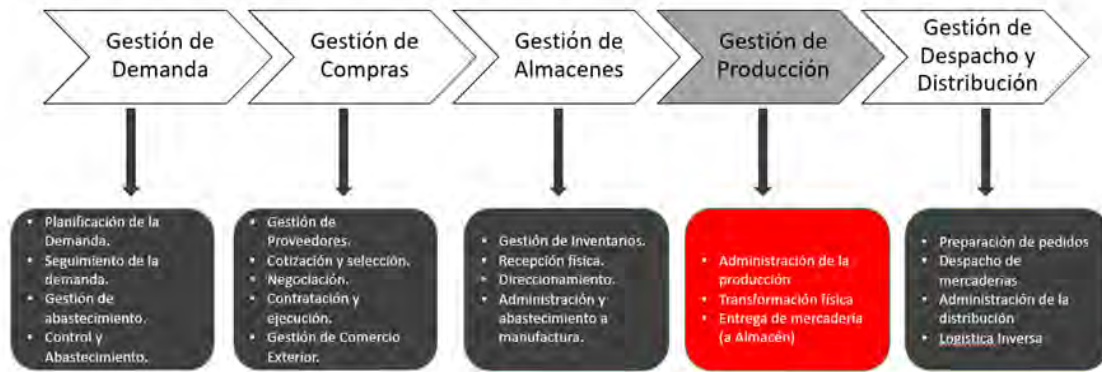 Gestión de
Demanda
Gestión de
Compras
Gestión de
Almacenes
Gestión de
Producción
Gestión de
Despacho y
Distribución
• Planificación de la
Demanda.
• Seguimiento de la
demanda.
• Gestión de
abastecimiento.
• Control y
Abastecimiento.
• Gestión de
Proveedores.
• Cotización y selección.
• Negociación.
• Contratación y
ejecución.
• Gestión de Comercio
Exterior.
• Gestión de Inventarios.
• Recepción física.
• Direccionamiento.
• Administración y
abastecimiento a
manufactura.
• Administración de la
producción
• Transformación física
• Entrega de mercadería
(a Almacén)
• Preparación de pedidos
• Despacho de
mercaderías
• Administración de la
distribución
• Logística Inversa